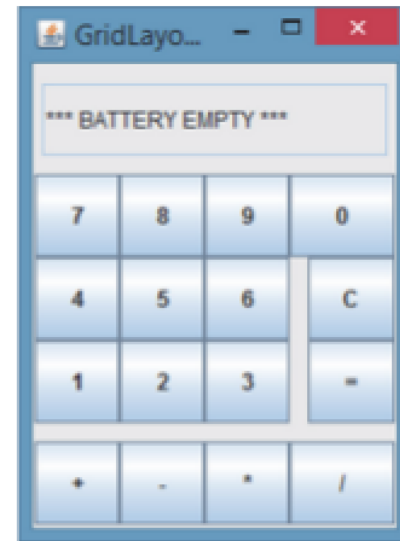 GridLayo...
*** BATTERY EMPTY ***
7 8 9 0
4 5 6 C
1 2 3 =
+ - * /